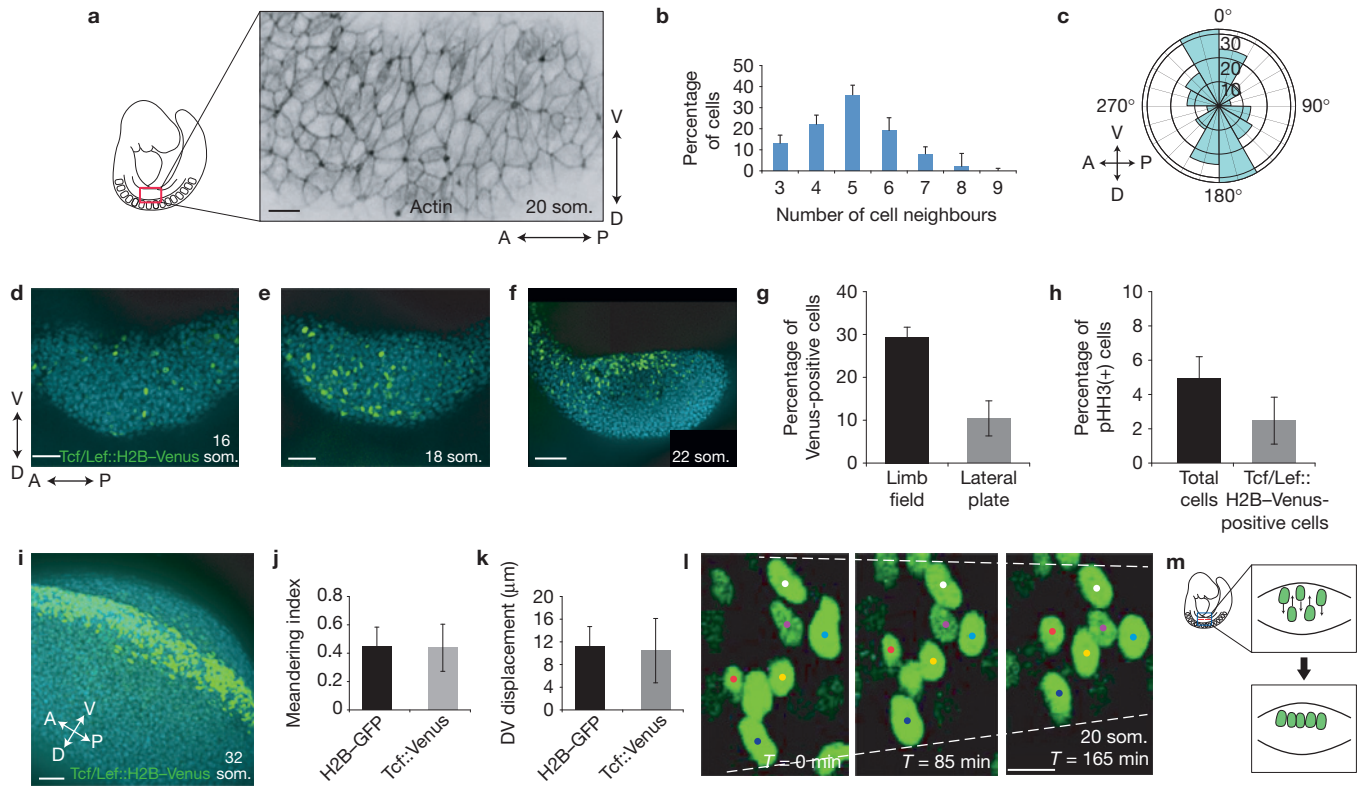 a
Actin
20 som.
V
D
A
P
b
Percentage
of cells
50
40
30
20
10
0
3 4 5 6 7 8 9
Number of cell neighbours
c
0°
30
20
10
270°
90°
180°
V
A
P
D
d
V
D
A
P
16
som.
Tcf/Lef::H2B–Venus
e
18 som.
f
22 som.
g
Percentage of
Venus-positive cells
40
30
20
10
0
Limb
field
Lateral
plate
h
Percentage of
pHH3(+) cells
10
8
6
4
2
0
Total
cells
Tcf/Lef::
H2B–Venus-
positive cells
i
A
V
D
P
32
som.
Tcf/Lef::H2B–Venus
j
Meandering index
0.8
0.6
0.4
0.2
0
H2B–GFP
Tcf::Venus
k
DV displacement (μm)
20
16
12
8
4
0
H2B–GFP
Tcf::Venus
l
T = 0 min
T = 85 min
20 som.
T = 165 min
m